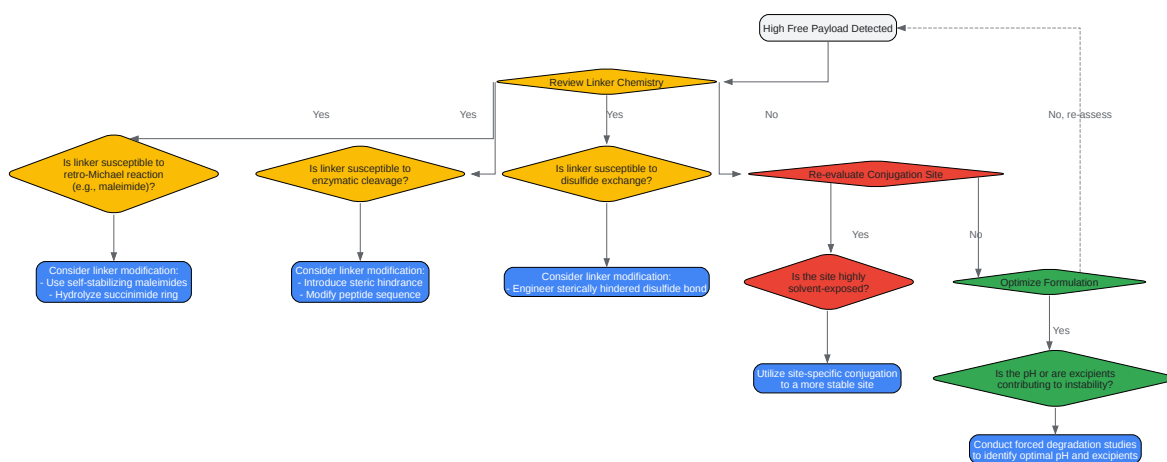 High Free Payload Detected
Review Linker Chemistry
Yes
Yes
Yes
No
No, re-assess
Is linker susceptible to
retro-Michael reaction
(e.g., maleimide)?
Is linker susceptible to
enzymatic cleavage?
Is linker susceptible to
disulfide exchange?
Re-evaluate Conjugation Site
Yes
No
Consider linker modification:
- Use self-stabilizing maleimides
- Hydrolyze succinimide ring
Consider linker modification:
- Introduce steric hindrance
- Modify peptide sequence
Consider linker modification:
- Engineer sterically hindered disulfide bond
Is the site highly
solvent-exposed?
Optimize Formulation
Yes
Utilize site-specific conjugation
to a more stable site
Is the pH or are excipients
contributing to instability?
Conduct forced degradation studies
to identify optimal pH and excipients